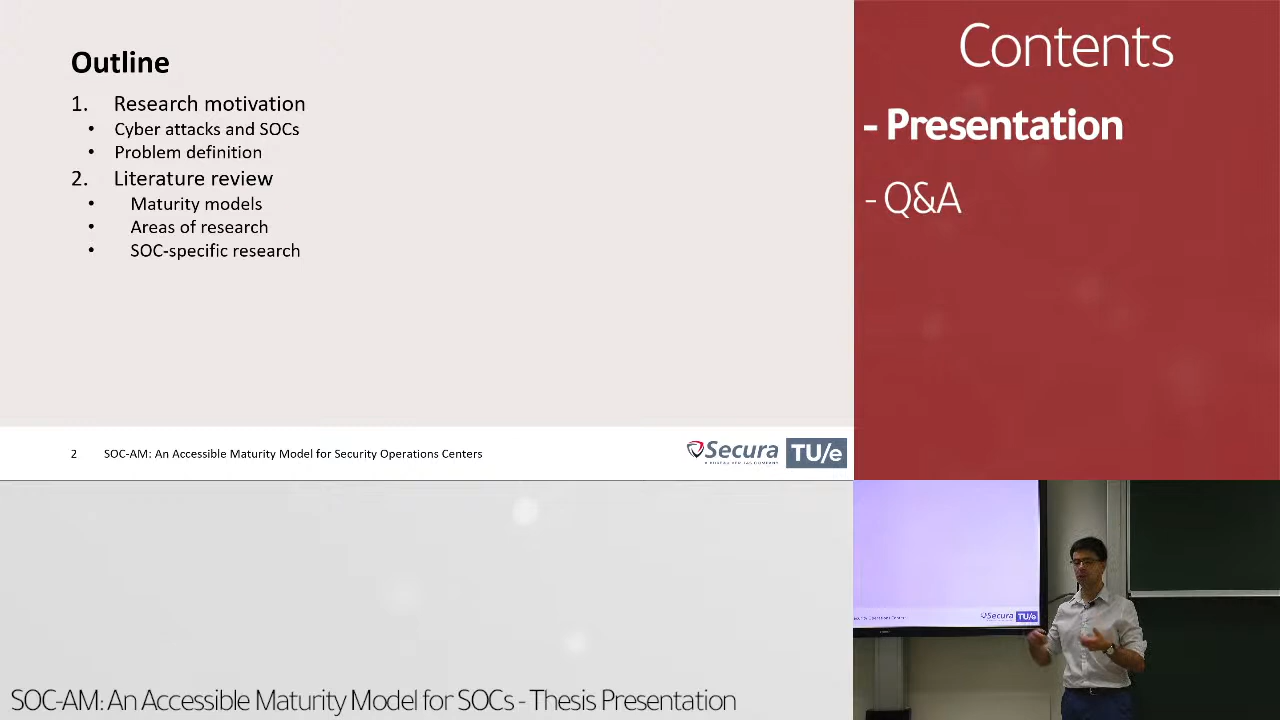 Outline
1. Research motivation
• Cyber attacks and SOCs
• Problem definition
2. Literature review
• Maturity models
• Areas of research
• SOC-specific research
2 SOC-AM: An Accessible Maturity Model for Security Operations Centers
Secura
TU/e
Contents
- Presentation
- Q&A
Secura
TU/e
SOC-AM: An Accessible Maturity Model for SOCs - Thesis Presentation